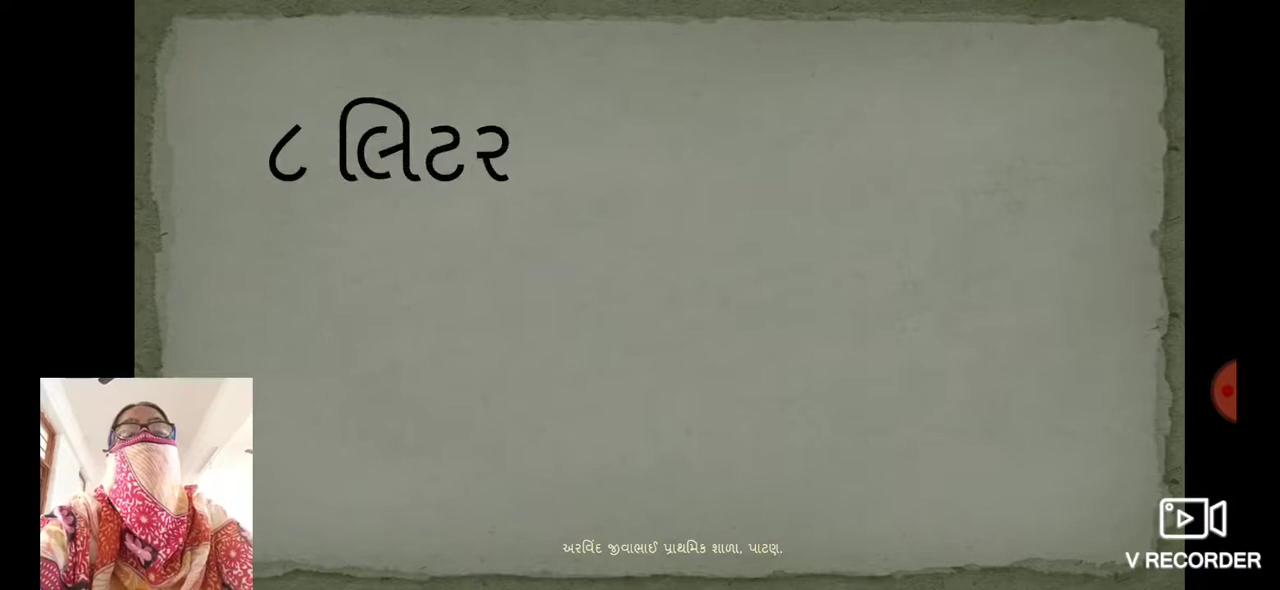 ૮ લિટર
અરવિંદ જીવાભાઈ પ્રાથમિક શાળા, પાટણ.
V RECORDER